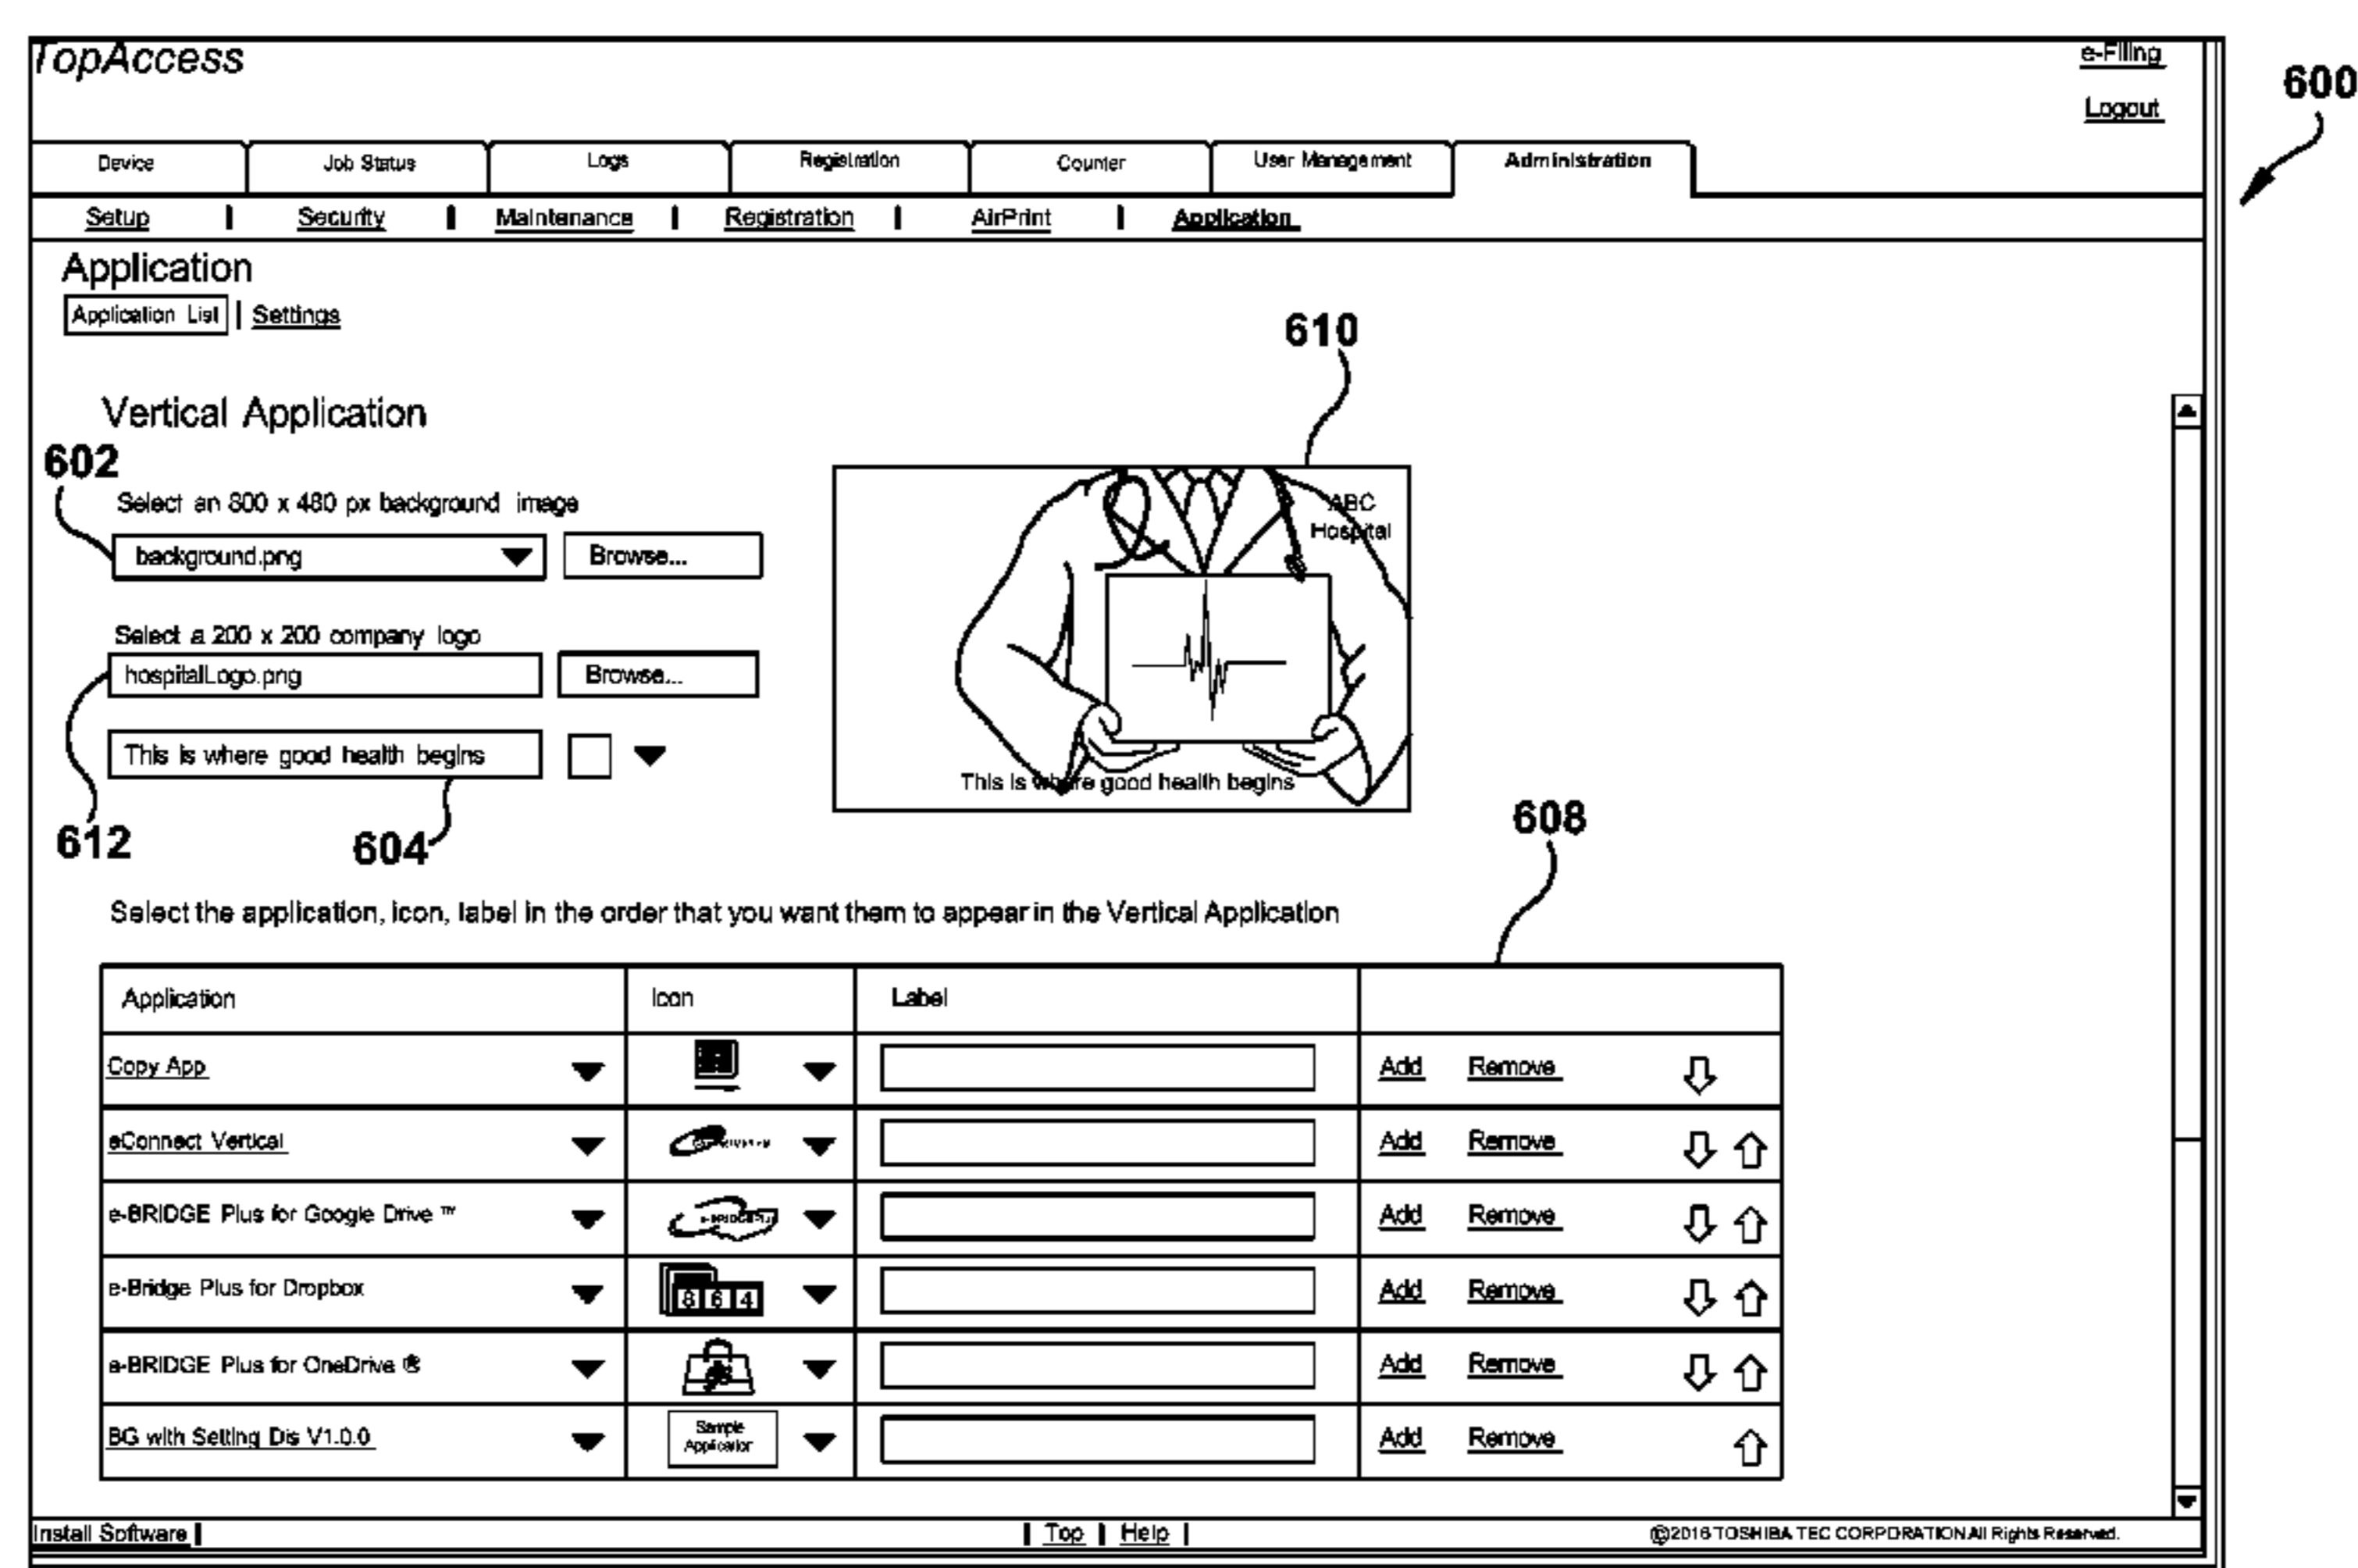 TopAccess
e-Filing
600
Logout
Device Job Status Logs Registration Counter User Management Administration
Setup | Security | Maintenance | Registration | AirPrint | Application
Application
Application List | Settings
610
Vertical Application
602
Select an 800 x 480 px background image
ABC
Hospital
background.png Browse...
Select a 200 x 200 company logo
hospitalLogo.png Browse...
This is where good health begins
This is where good health begins
612
604
608
Select the application, icon, label in the order that you want them to appear in the Vertical Application
Application Icon Label
Copy App Add Remove
eConnect Vertical Add Remove
e-BRIDGE Plus for Google Drive ™ Add Remove
e-Bridge Plus for Dropbox 8 6 4 Add Remove
e-BRIDGE Plus for OneDrive ® Add Remove
BG with Setting Dis V1.0.0 Sample Application Add Remove
Install Software | | Top | Help | ©2016 TOSHIBA TEC CORPORATION All Rights Reserved.